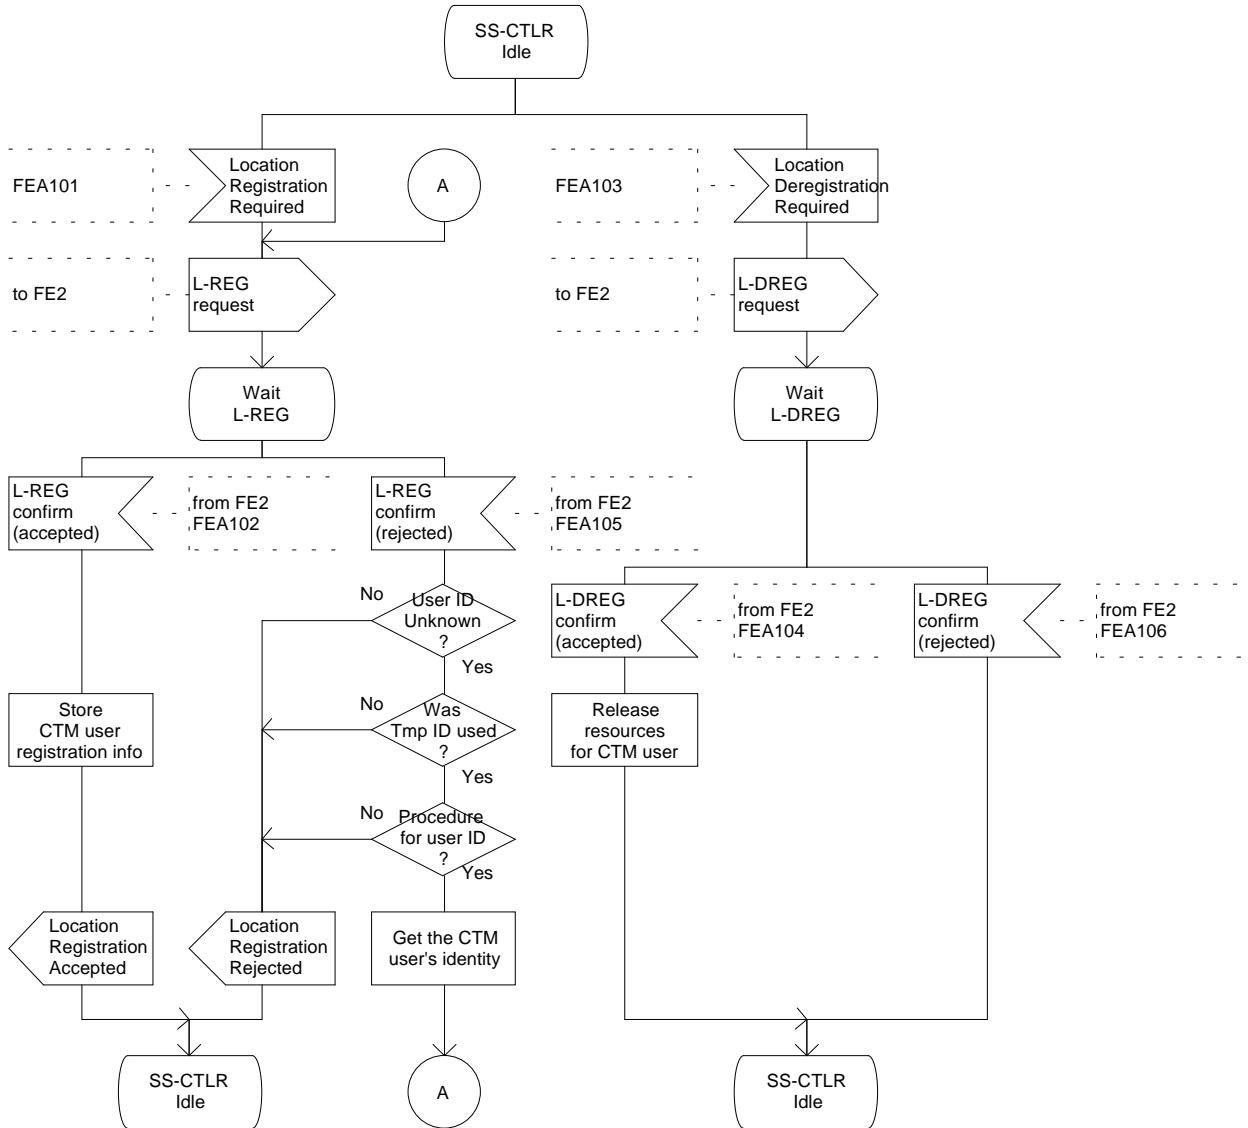 SS-CTLR
Idle
FEA101
Location
Registration
Required
A
FEA103
Location
Deregistration
Required
to FE2
L-REG
request
to FE2
L-DREG
request
Wait
L-REG
Wait
L-DREG
L-REG
confirm
(accepted)
from FE2
FEA102
L-REG
confirm
(rejected)
from FE2
FEA105
No
User ID
Unknown
?
Yes
L-DREG
confirm
(accepted)
from FE2
FEA104
L-DREG
confirm
(rejected)
from FE2
FEA106
Store
CTM user
registration info
No
Was
Tmp ID used
?
Yes
Release
resources
for CTM user
No
Procedure
for user ID
?
Yes
Location
Registration
Accepted
Location
Registration
Rejected
Get the CTM
user's identity
SS-CTLR
Idle
A
SS-CTLR
Idle